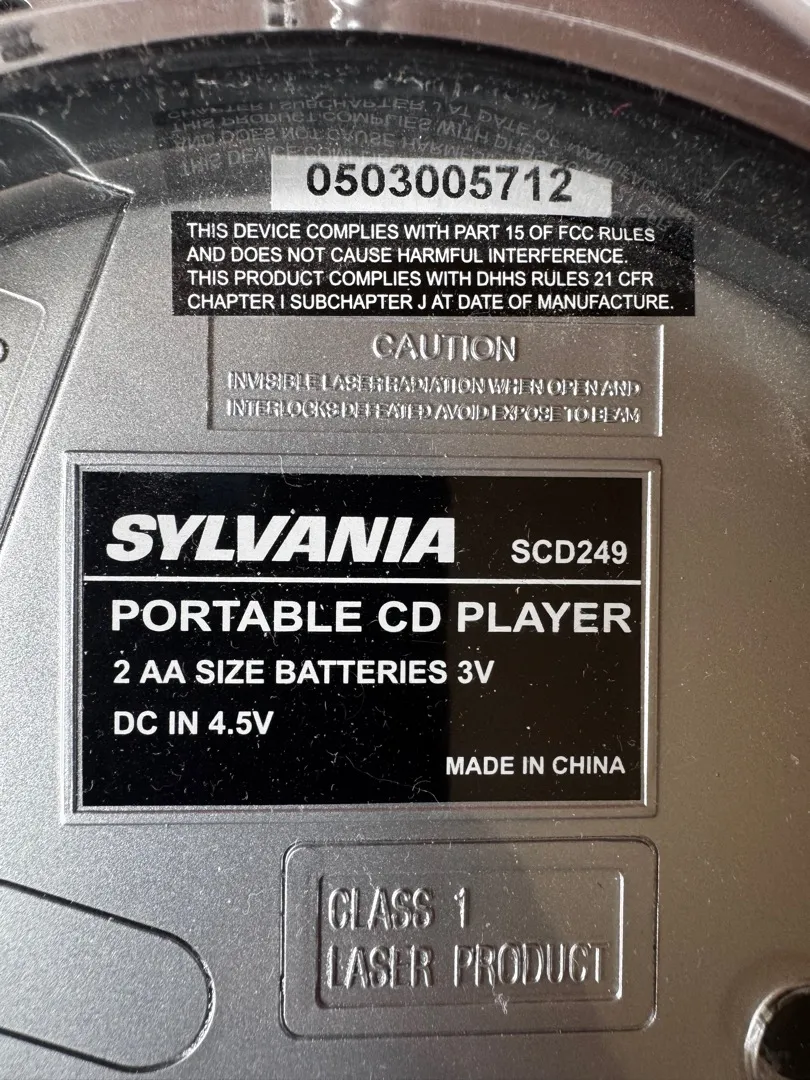 0503005712
THIS DEVICE COMPLIES WITH PART 15 OF FCC RULES
AND DOES NOT CAUSE HARMFUL INTERFERENCE.
THIS PRODUCT COMPLIES WITH DHHS RULES 21 CFR
CHAPTER I SUBCHAPTER J AT DATE OF MANUFACTURE.
CAUTION
INVISIBLE LASER RADIATION WHEN OPEN AND
INTERLOCKS DEFEATED AVOID EXPOSE TO BEAM
SYLVANIA SCD249
PORTABLE CD PLAYER
2 AA SIZE BATTERIES 3V
DC IN 4.5V
MADE IN CHINA
CLASS 1
LASER PRODUCT